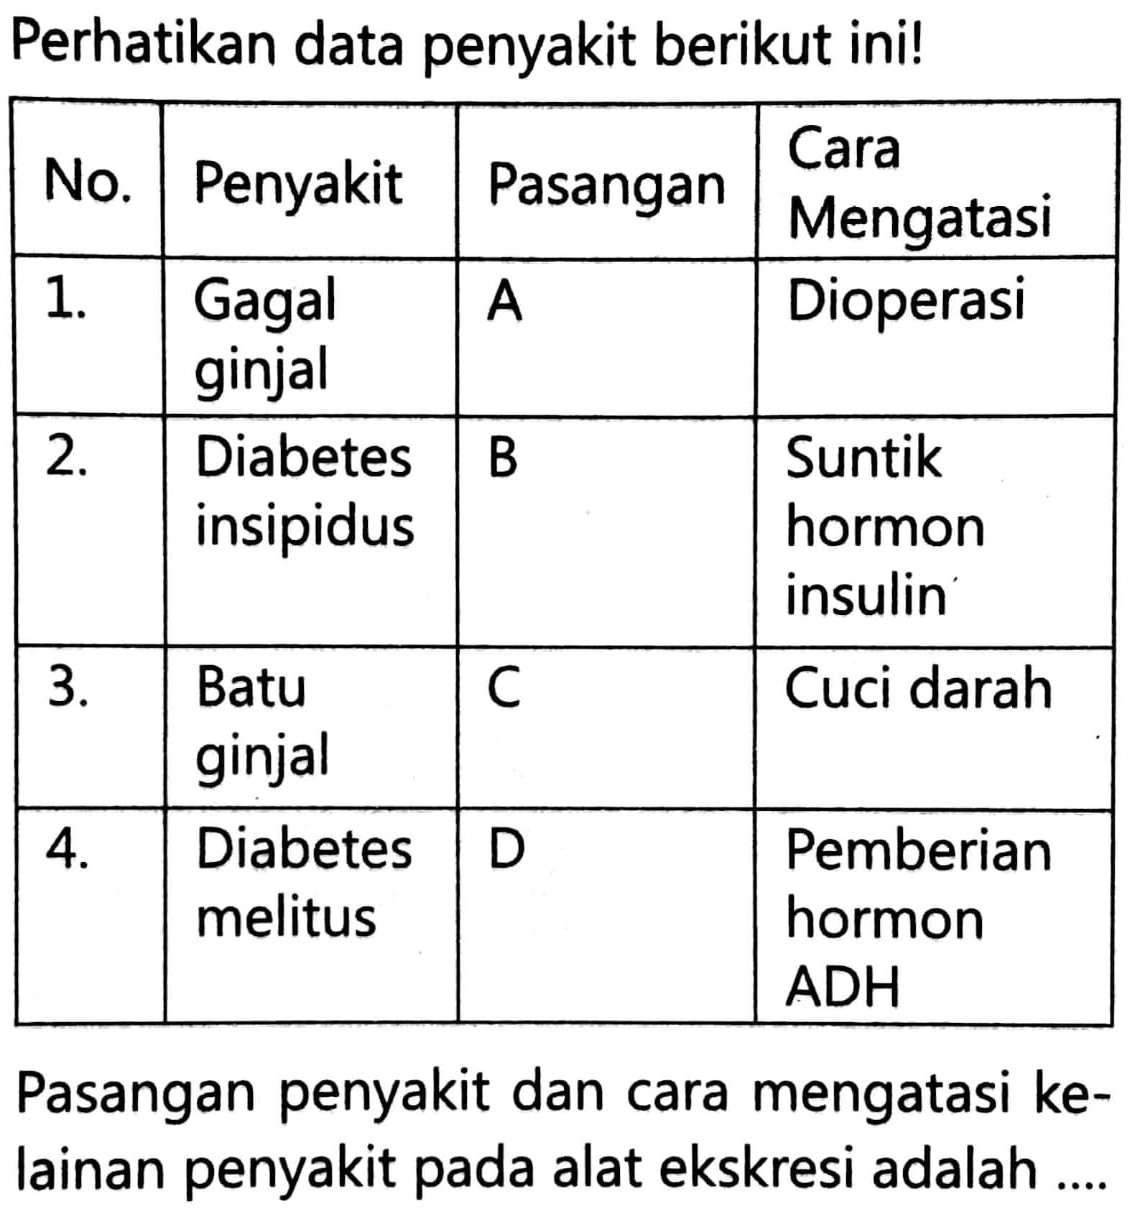 Perhatikan data penyakit berikut ini!
No. Penyakit Pasangan Cara Mengatasi
1. Gagal ginjal A Dioperasi
2. Diabetes insipidus B Suntik hormon insulin
3. Batu ginjal C Cuci darah
4. Diabetes melitus D Pemberian hormon ADH
Pasangan penyakit dan cara mengatasi ke-
lainan penyakit pada alat ekskresi adalah ....